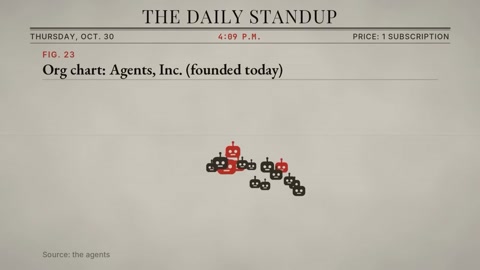 THE DAILY STANDUP
THURSDAY, OCT. 30 4:09 P.M. PRICE: 1 SUBSCRIPTION
FIG. 23
Org chart: Agents, Inc. (founded today)
Source: the agents